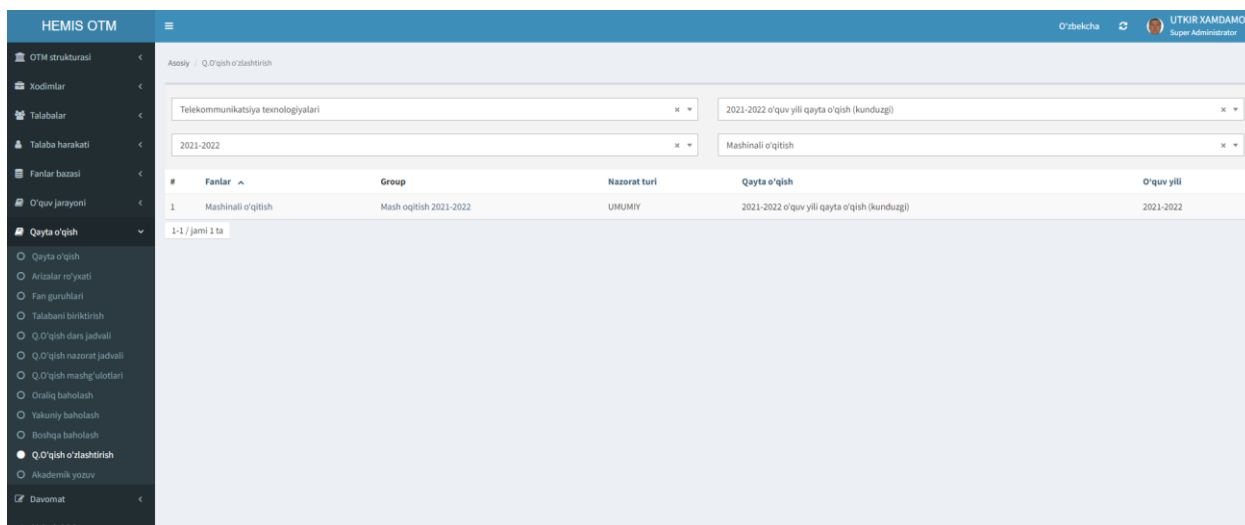 HEMIS OTM
O'zbekcha
UTKIR XAMDAMO
Super Administrator
OTM strukturasi
Xodimlar
Talabalar
Talaba harakati
Fanlar bazasi
O'quv jarayoni
Qayta o'qish
Qayta o'qish
Arizalar ro'yxati
Fan guruhlari
Talabani biriktirish
Q.O'qish dars jadvali
Q.O'qish nazorat jadvali
Q.O'qish mashg'ulotlari
Oraliq baholash
Yakuniy baholash
Boshqa baholash
Q.O'qish o'zlashtirish
Akademik yozuv
Davomat
Asosiy / Q.O'qish o'zlashtirish
Telekommunikatsiya texnologiyalari
2021-2022 o'quv yili qayta o'qish (kunduzgi)
2021-2022
Mashinali o'qitish
# Fanlar Group Nazorat turi Qayta o'qish O'quv yili
1 Mashinali o'qitish Mash oqitish 2021-2022 UMUMIY 2021-2022 o'quv yili qayta o'qish (kunduzgi) 2021-2022
1-1 / jami 1 ta